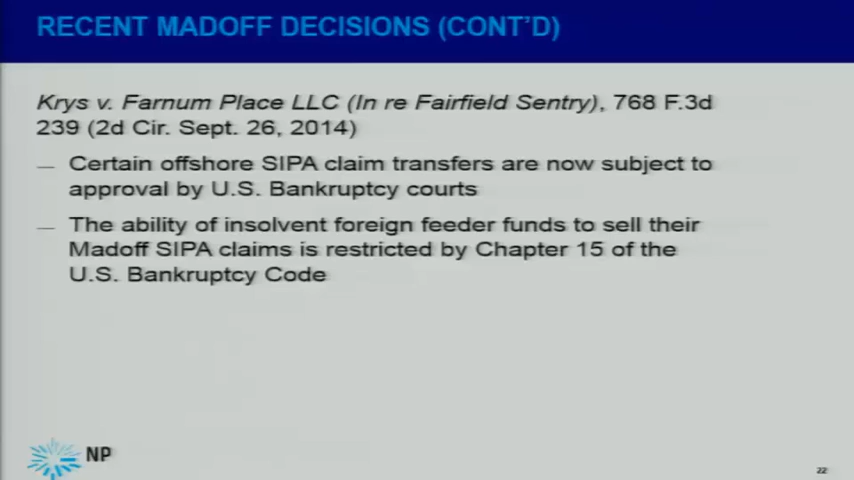 RECENT MADOFF DECISIONS (CONT'D)
Krys v. Farnum Place LLC (In re Fairfield Sentry), 768 F.3d
239 (2d Cir. Sept. 26, 2014)
— Certain offshore SIPA claim transfers are now subject to
approval by U.S. Bankruptcy courts
— The ability of insolvent foreign feeder funds to sell their
Madoff SIPA claims is restricted by Chapter 15 of the
U.S. Bankruptcy Code
NP
22